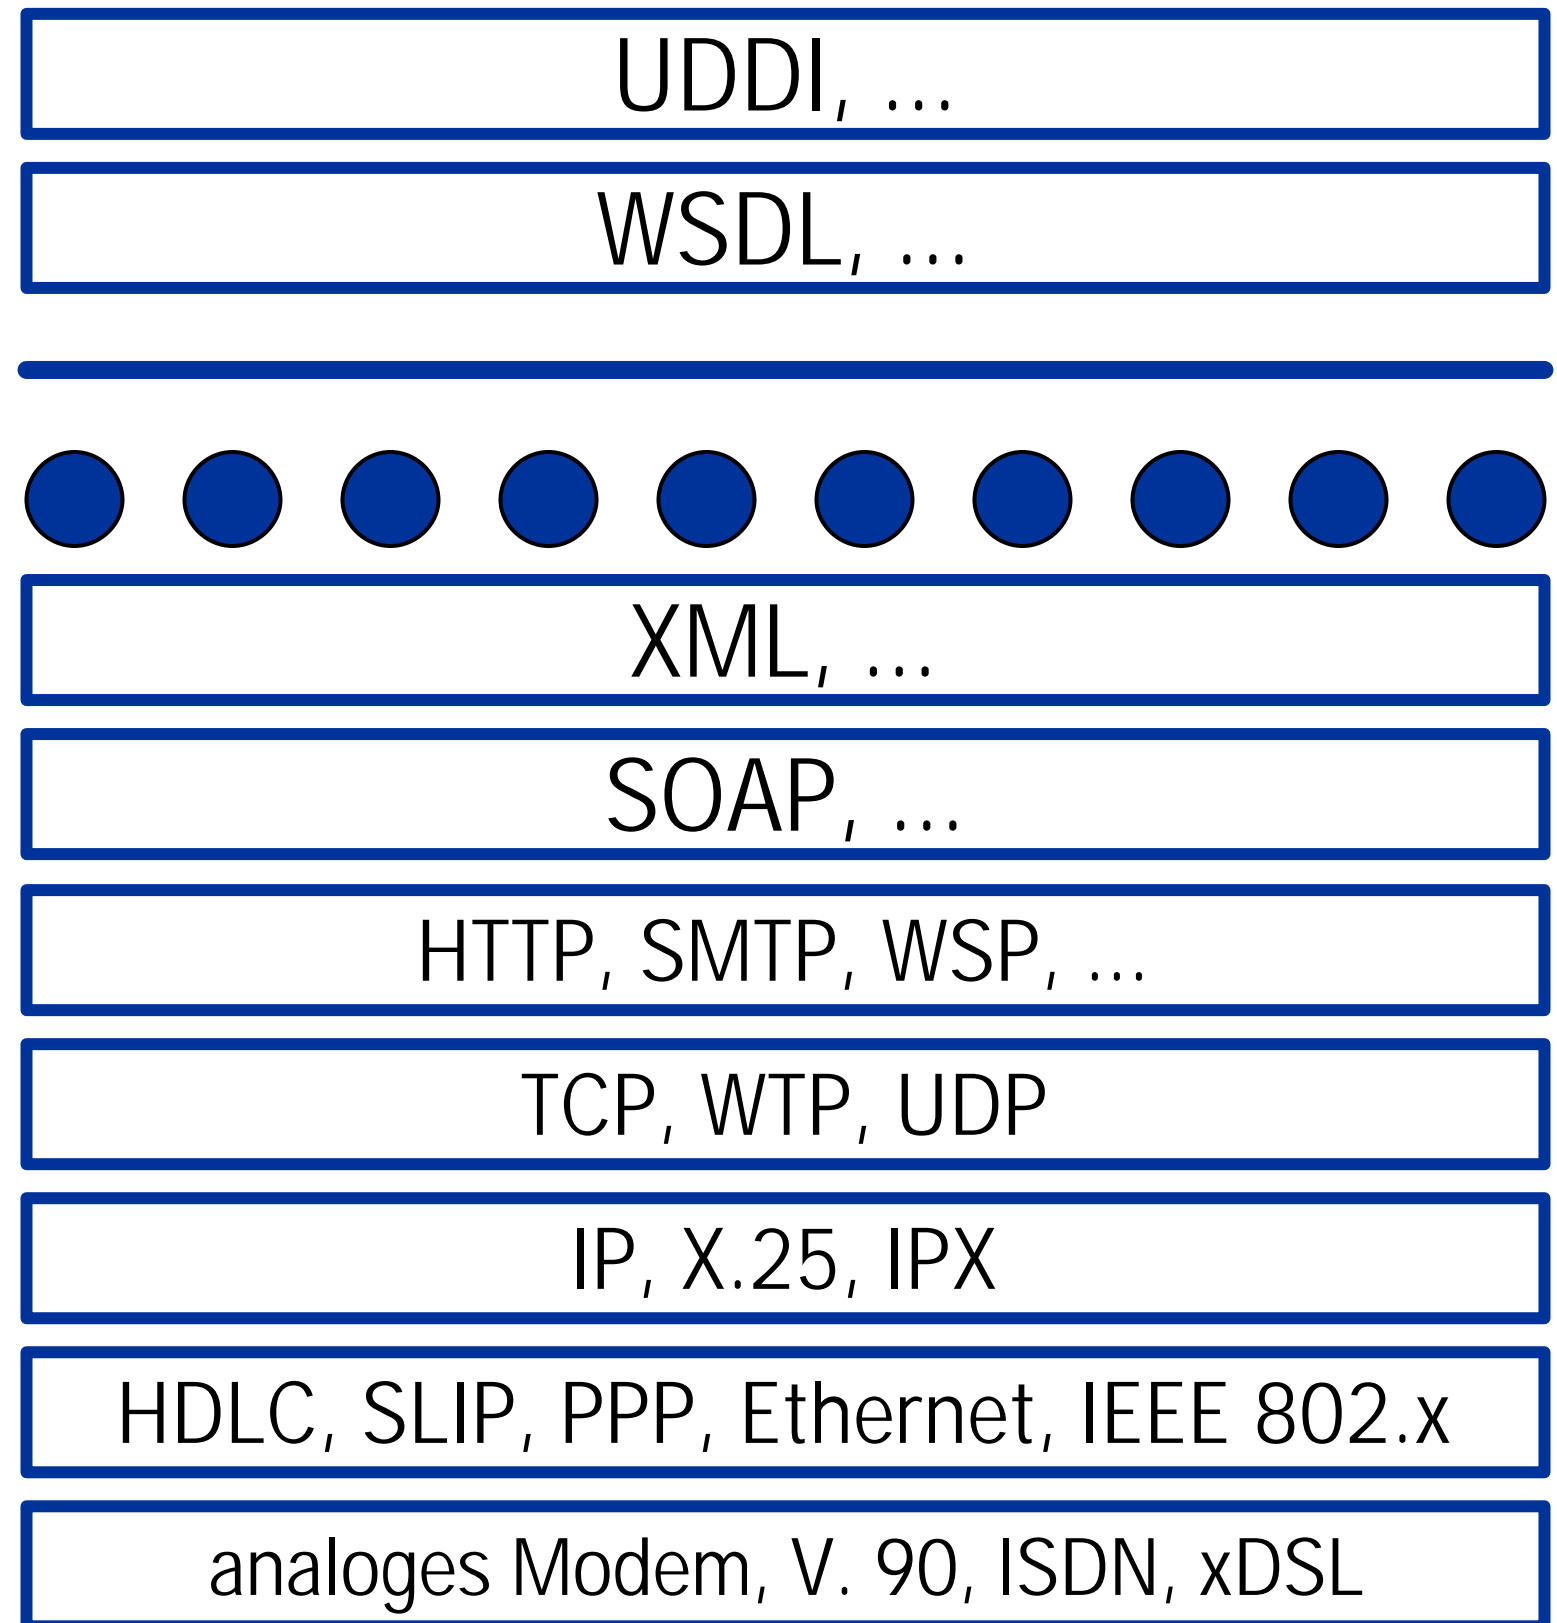 UDDI, ...
WSDL, ...
XML, ...
SOAP, ...
HTTP, SMTP, WSP, ...
TCP, WTP, UDP
IP, X.25, IPX
HDLC, SLIP, PPP, Ethernet, IEEE 802.x
analoges Modem, V. 90, ISDN, xDSL